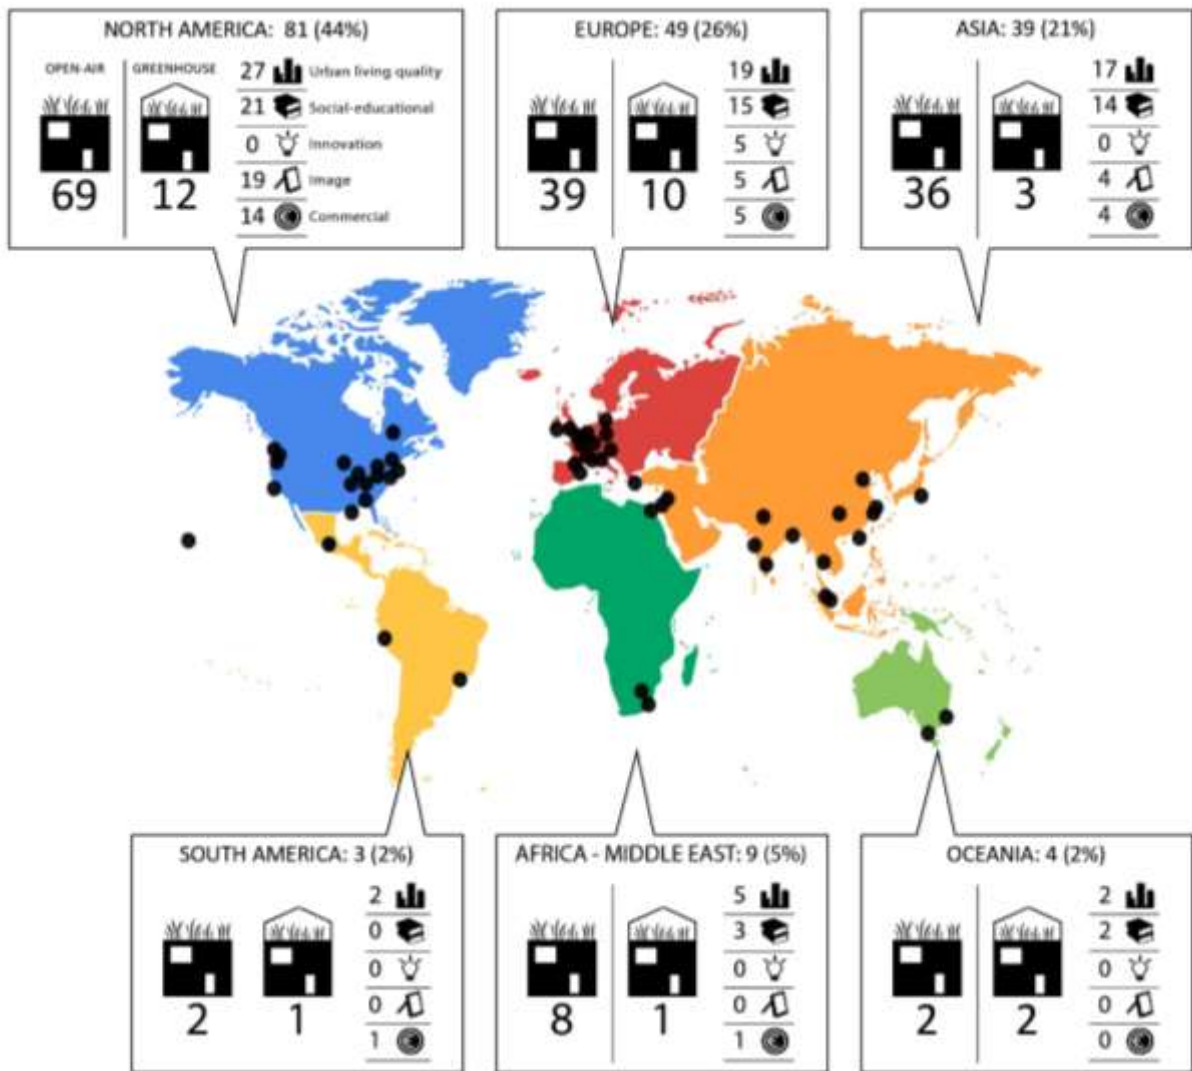 NORTH AMERICA: 81 (44%)
OPEN-AIR
GREENHOUSE
69
12
27 Urban living quality
21 Social-educational
0 Innovation
19 Image
14 Commercial
EUROPE: 49 (26%)
39
10
19
15
5
5
5
ASIA: 39 (21%)
36
3
17
14
0
4
4
SOUTH AMERICA: 3 (2%)
2
1
2
0
0
0
1
AFRICA - MIDDLE EAST: 9 (5%)
8
1
5
3
0
0
1
OCEANIA: 4 (2%)
2
2
2
2
0
0
0